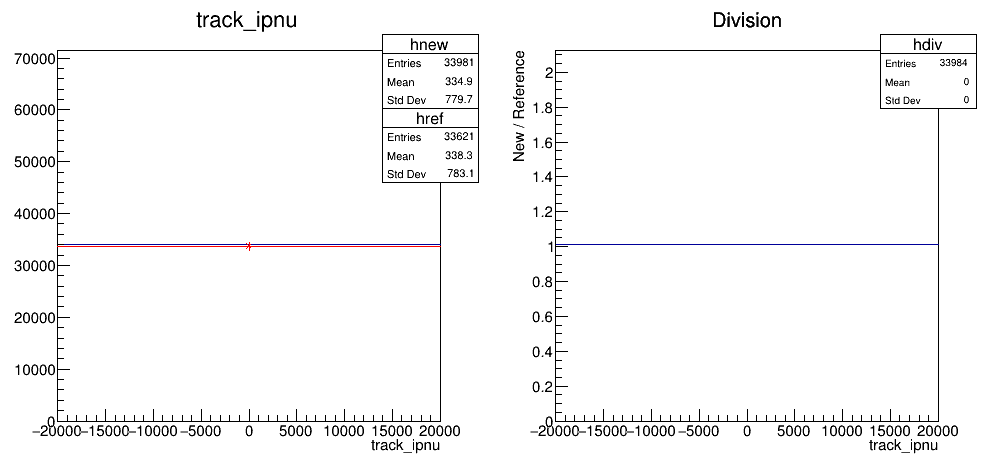 track_ipnu
hnew
Entries 33981
Mean 334.9
Std Dev 779.7
href
Entries 33621
Mean 338.3
Std Dev 783.1
70000
60000
50000
40000
30000
20000
10000
0
−20000 −15000 −10000 −5000 0 5000 10000 15000 20000
track_ipnu
Division
hdiv
Entries 33984
Mean 0
Std Dev 0
New / Reference
2
1.8
1.6
1.4
1.2
1
0.8
0.6
0.4
0.2
0
−20000 −15000 −10000 −5000 0 5000 10000 15000 20000
track_ipnu